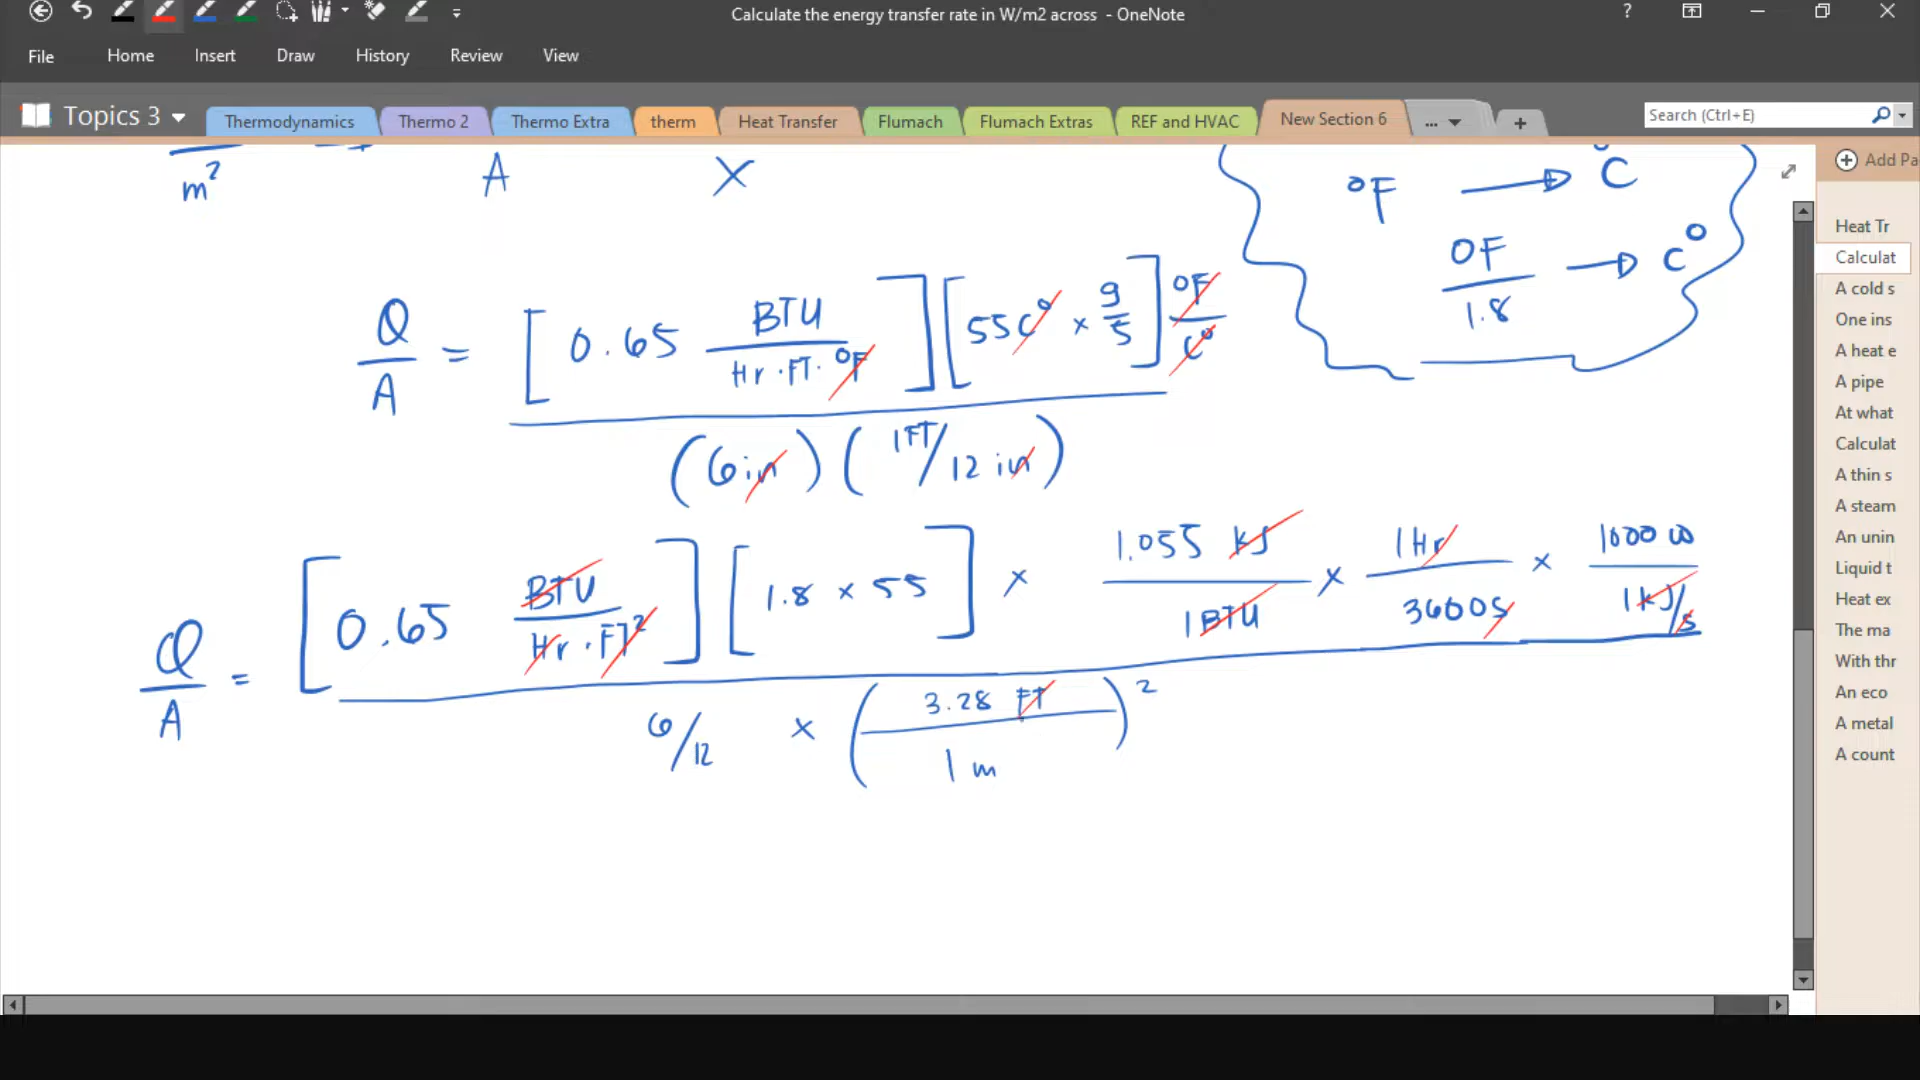 Calculate the energy transfer rate in W/m2 across - OneNote
?
File Home Insert Draw History Review View
Topics 3 Thermodynamics Thermo 2 Thermo Extra therm Heat Transfer Flumach Flumach Extras REF and HVAC New Section 6 ... + Search (Ctrl+E)
Add Pa
Heat Tr
Calculat
A cold s
One ins
A heat e
A pipe
At what
Calculat
A thin s
A steam
An unin
Liquid t
Heat ex
The ma
With thr
An eco
A metal
A count
m² A X
°F → °C
°F/1.8 → C°
Q/A = [0.65 BTU/Hr·FT·°F] [55C° × 9/5] °F/C°
(6in) (1FT/12 in)
Q/A = [0.65 BTU/Hr·FT²] [1.8 × 55] × 1.055 kJ/1BTU × 1Hr/3600s × 1000 W/1kJ/s
6/12 × (3.28 FT/1 m)²